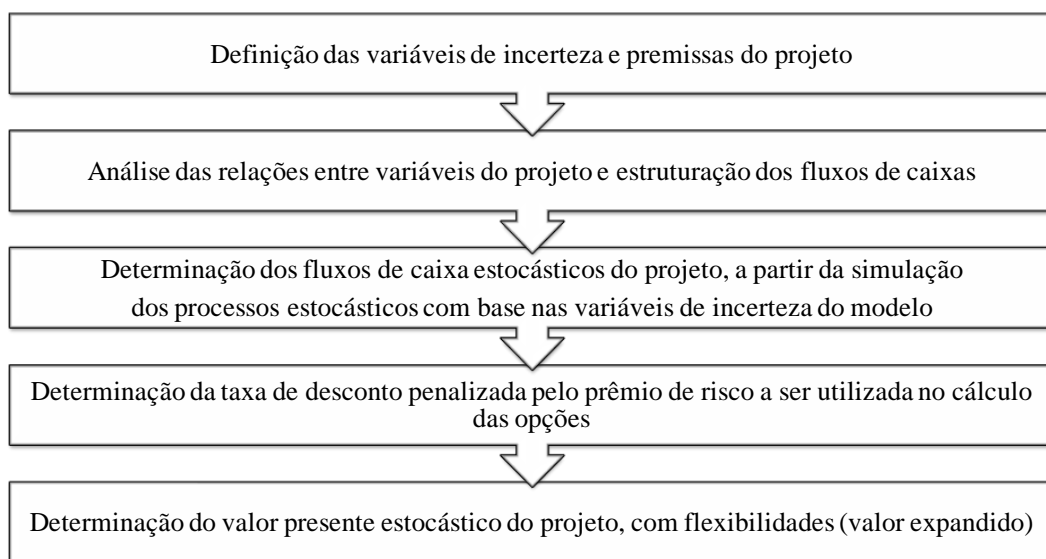 Definição das variáveis de incerteza e premissas do projeto
Análise das relações entre variáveis do projeto e estruturação dos fluxos de caixas
Determinação dos fluxos de caixa estocásticos do projeto, a partir da simulação
dos processos estocásticos com base nas variáveis de incerteza do modelo
Determinação da taxa de desconto penalizada pelo prêmio de risco a ser utilizada no cálculo
das opções
Determinação do valor presente estocástico do projeto, com flexibilidades (valor expandido)